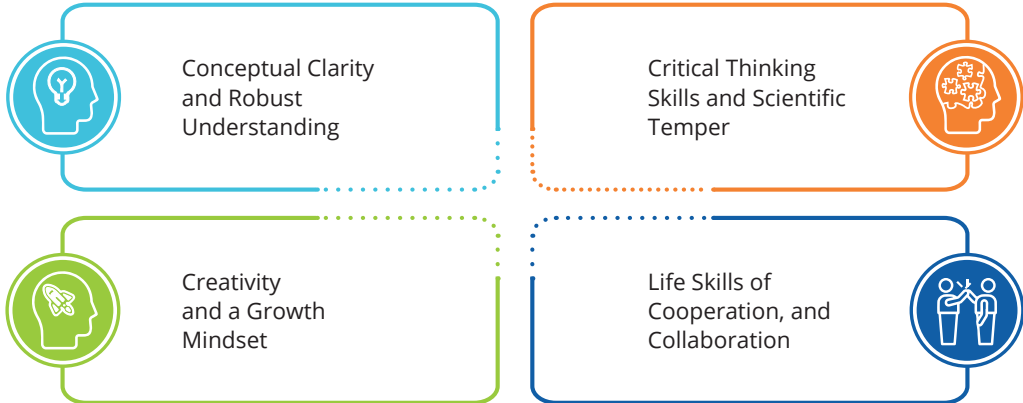 Conceptual Clarity
and Robust
Understanding
Critical Thinking
Skills and Scientific
Temper
Creativity
and a Growth
Mindset
Life Skills of
Cooperation, and
Collaboration